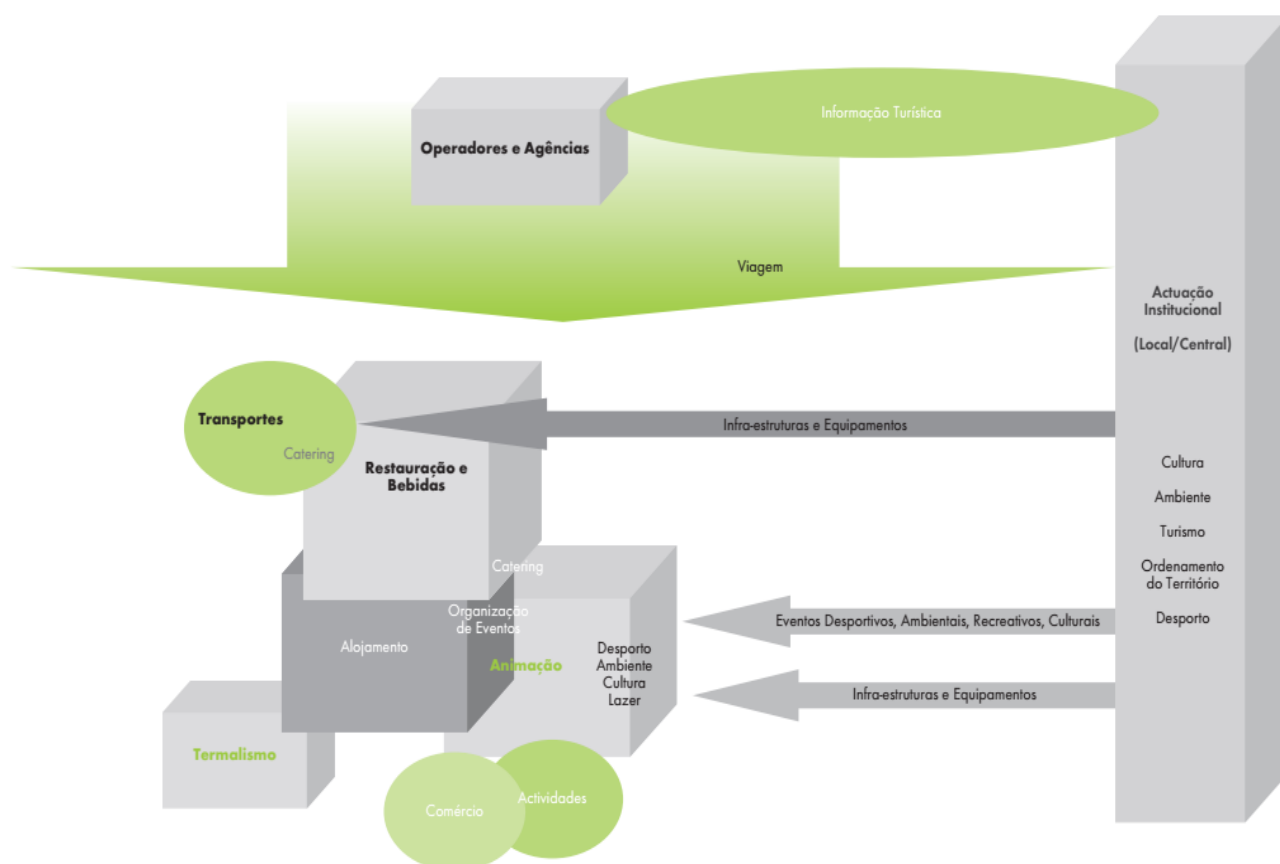 Informação Turística
Operadores e Agências
Viagem
Actuação
Institucional
(Local/Central)
Transportes
Catering
Infra-estruturas e Equipamentos
Restauração e
Bebidas
Cultura
Ambiente
Turismo
Ordenamento
do Território
Desporto
Catering
Organização
de Eventos
Eventos Desportivos, Ambientais, Recreativos, Culturais
Alojamento
Animação
Desporto
Ambiente
Cultura
Lazer
Infra-estruturas e Equipamentos
Termalismo
Comércio
Actividades